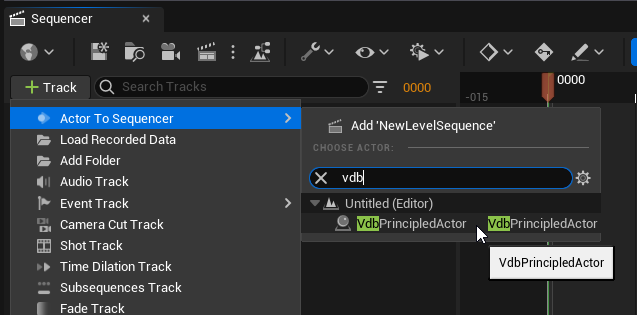 Sequencer ×
Track Search Tracks 0000 0000
-015
Actor To Sequencer
Load Recorded Data
Add Folder
Audio Track
Event Track
Camera Cut Track
Shot Track
Time Dilation Track
Subsequences Track
Fade Track
Add 'NewLevelSequence'
CHOOSE ACTOR:
vdb
Untitled (Editor)
VdbPrincipledActor VdbPrincipledActor
VdbPrincipledActor